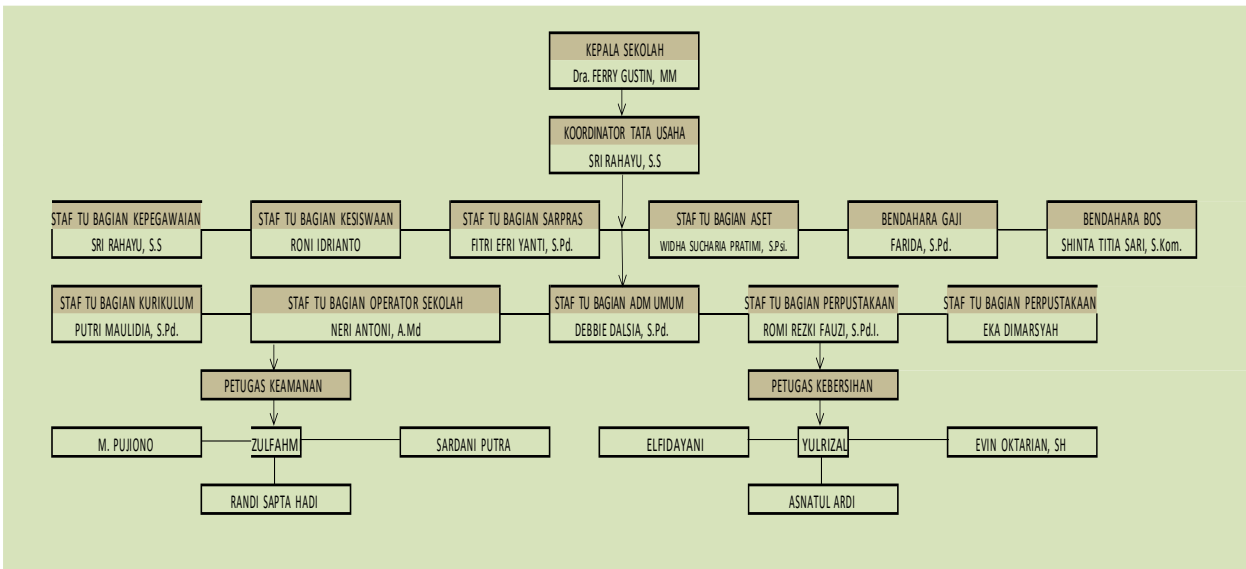 KEPALA SEKOLAH
Dra. FERRY GUSTIN, MM
KOORDINATOR TATA USAHA
SRI RAHAYU, S.S
STAF TU BAGIAN KEPEGAWAIAN
SRI RAHAYU, S.S
STAF TU BAGIAN KESISWAAN
RONI IDRIANTO
STAF TU BAGIAN SARPRAS
FITRI EFRI YANTI, S.Pd.
STAF TU BAGIAN ASET
WIDHA SUCHARIA PRATIMI, S.Psi.
BENDAHARA GAJI
FARIDA, S.Pd.
BENDAHARA BOS
SHINTA TITIA SARI, S.Kom.
STAF TU BAGIAN KURIKULUM
PUTRI MAULIDIA, S.Pd.
STAF TU BAGIAN OPERATOR SEKOLAH
NERI ANTONI, A.Md
STAF TU BAGIAN ADM UMUM
DEBBIE DALSIA, S.Pd.
STAF TU BAGIAN PERPUSTAKAAN
ROMI REZKI FAUZI, S.Pd.I.
STAF TU BAGIAN PERPUSTAKAAN
EKA DIMARSYAH
PETUGAS KEAMANAN
PETUGAS KEBERSIHAN
M. PUJIONO
ZULFAHM
SARDANI PUTRA
ELFIDAYANI
YULRIZAL
EVIN OKTARIAN, SH
RANDI SAPTA HADI
ASNATUL ARDI